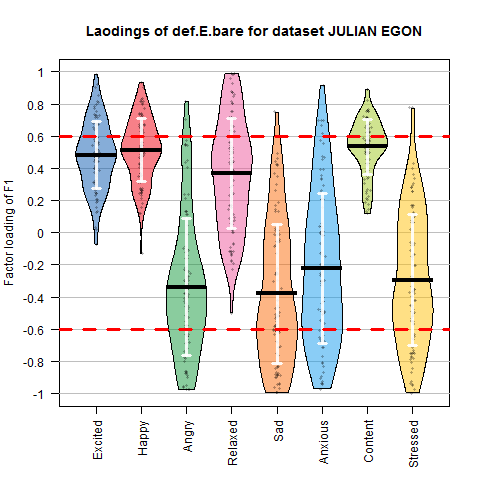 Laodings of def.E.bare for dataset JULIAN EGON
Factor loading of F1
1
0.8
0.6
0.4
0.2
0
-0.2
-0.4
-0.6
-0.8
-1
Excited
Happy
Angry
Relaxed
Sad
Anxious
Content
Stressed